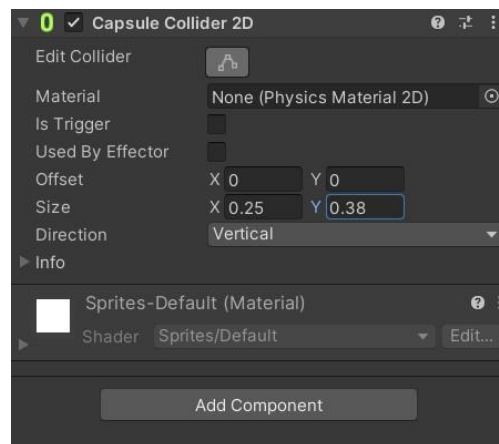 Capsule Collider 2D
Edit Collider
Material None (Physics Material 2D)
Is Trigger
Used By Effector
Offset X 0 Y 0
Size X 0.25 Y 0.38
Direction Vertical
Info
Sprites-Default (Material)
Shader Sprites/Default Edit...
Add Component